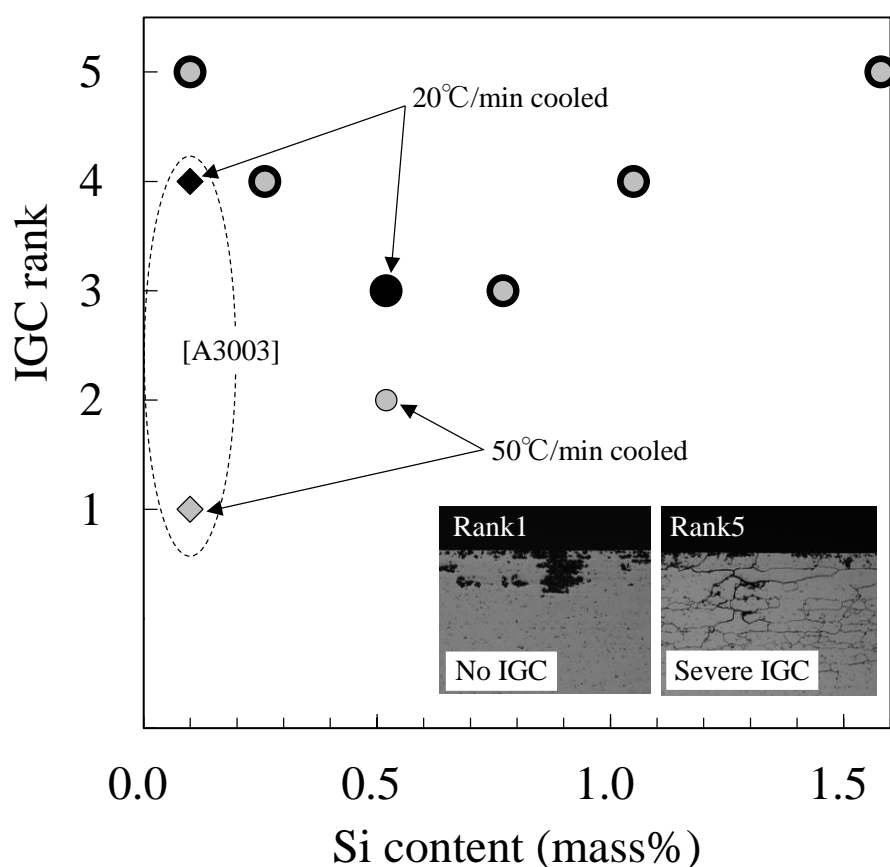 5
20℃/min cooled
4
3
[A3003]
2
50℃/min cooled
1
Rank1
Rank5
No IGC
Severe IGC
IGC rank
0.0
0.5
1.0
1.5
Si content (mass%)